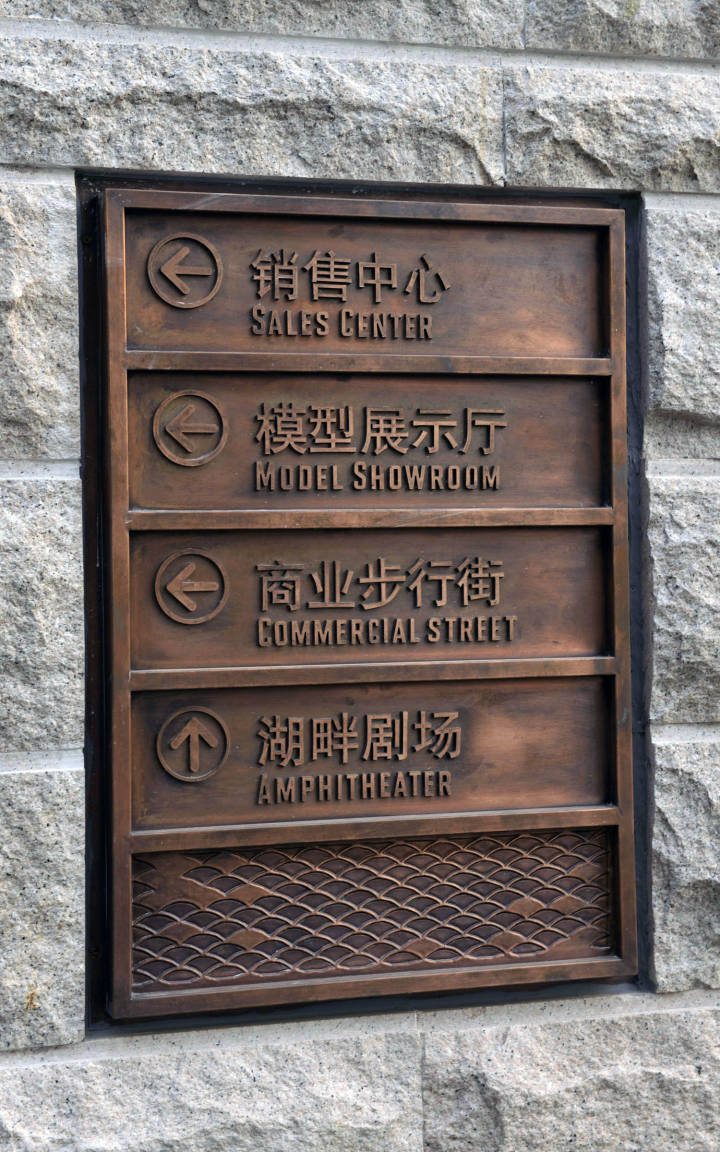 销售中心
SALES CENTER
模型展示厅
MODEL SHOWROOM
商业步行街
COMMERCIAL STREET
湖畔剧场
AMPHITHEATER